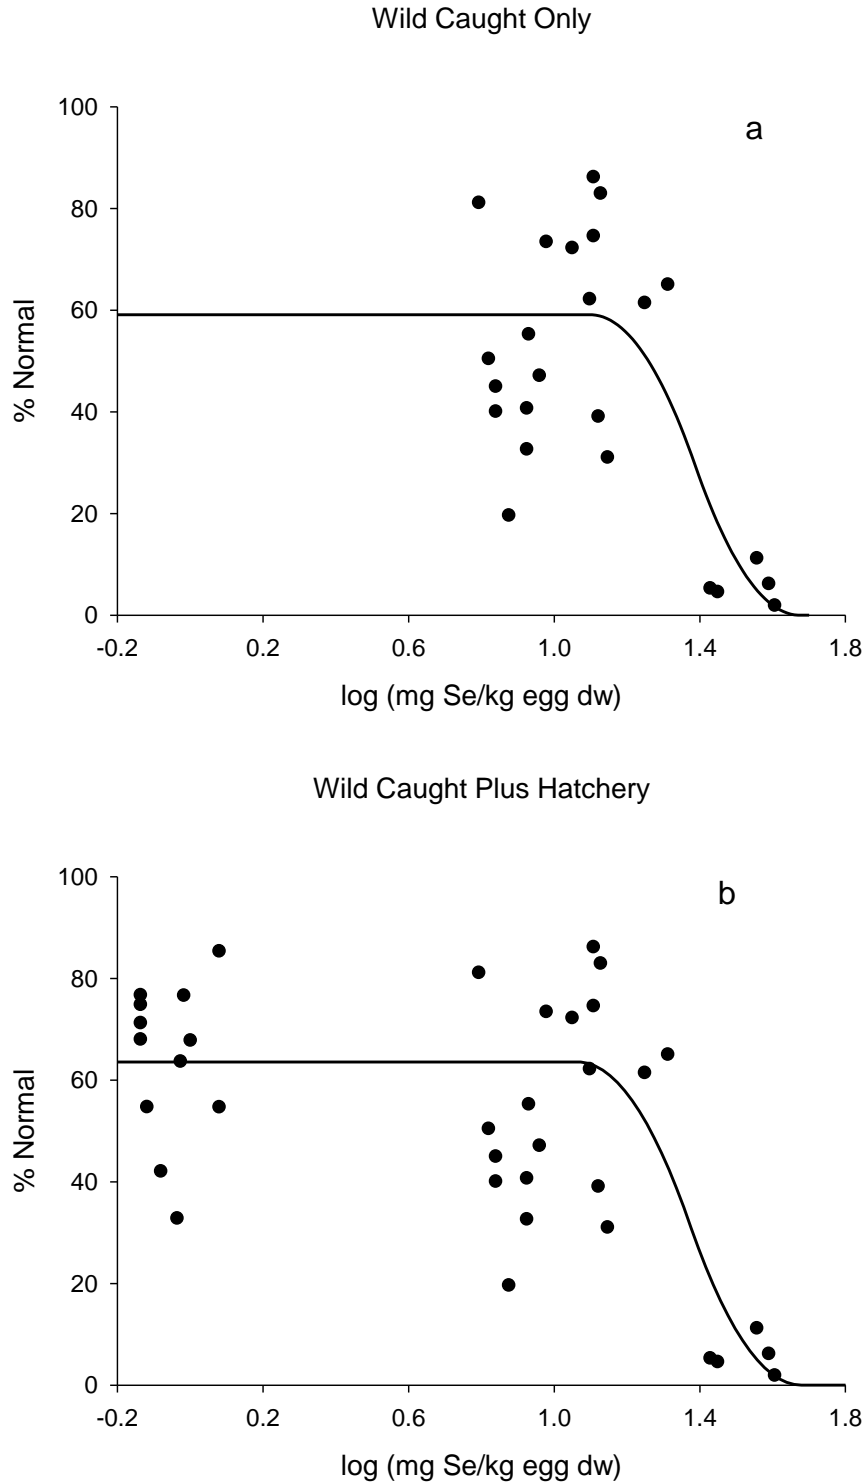 Wild Caught Only
a
100
80
60
40
20
0
% Normal
-0.2 0.2 0.6 1.0 1.4 1.8
log (mg Se/kg egg dw)
Wild Caught Plus Hatchery
b
100
80
60
40
20
0
% Normal
-0.2 0.2 0.6 1.0 1.4 1.8
log (mg Se/kg egg dw)